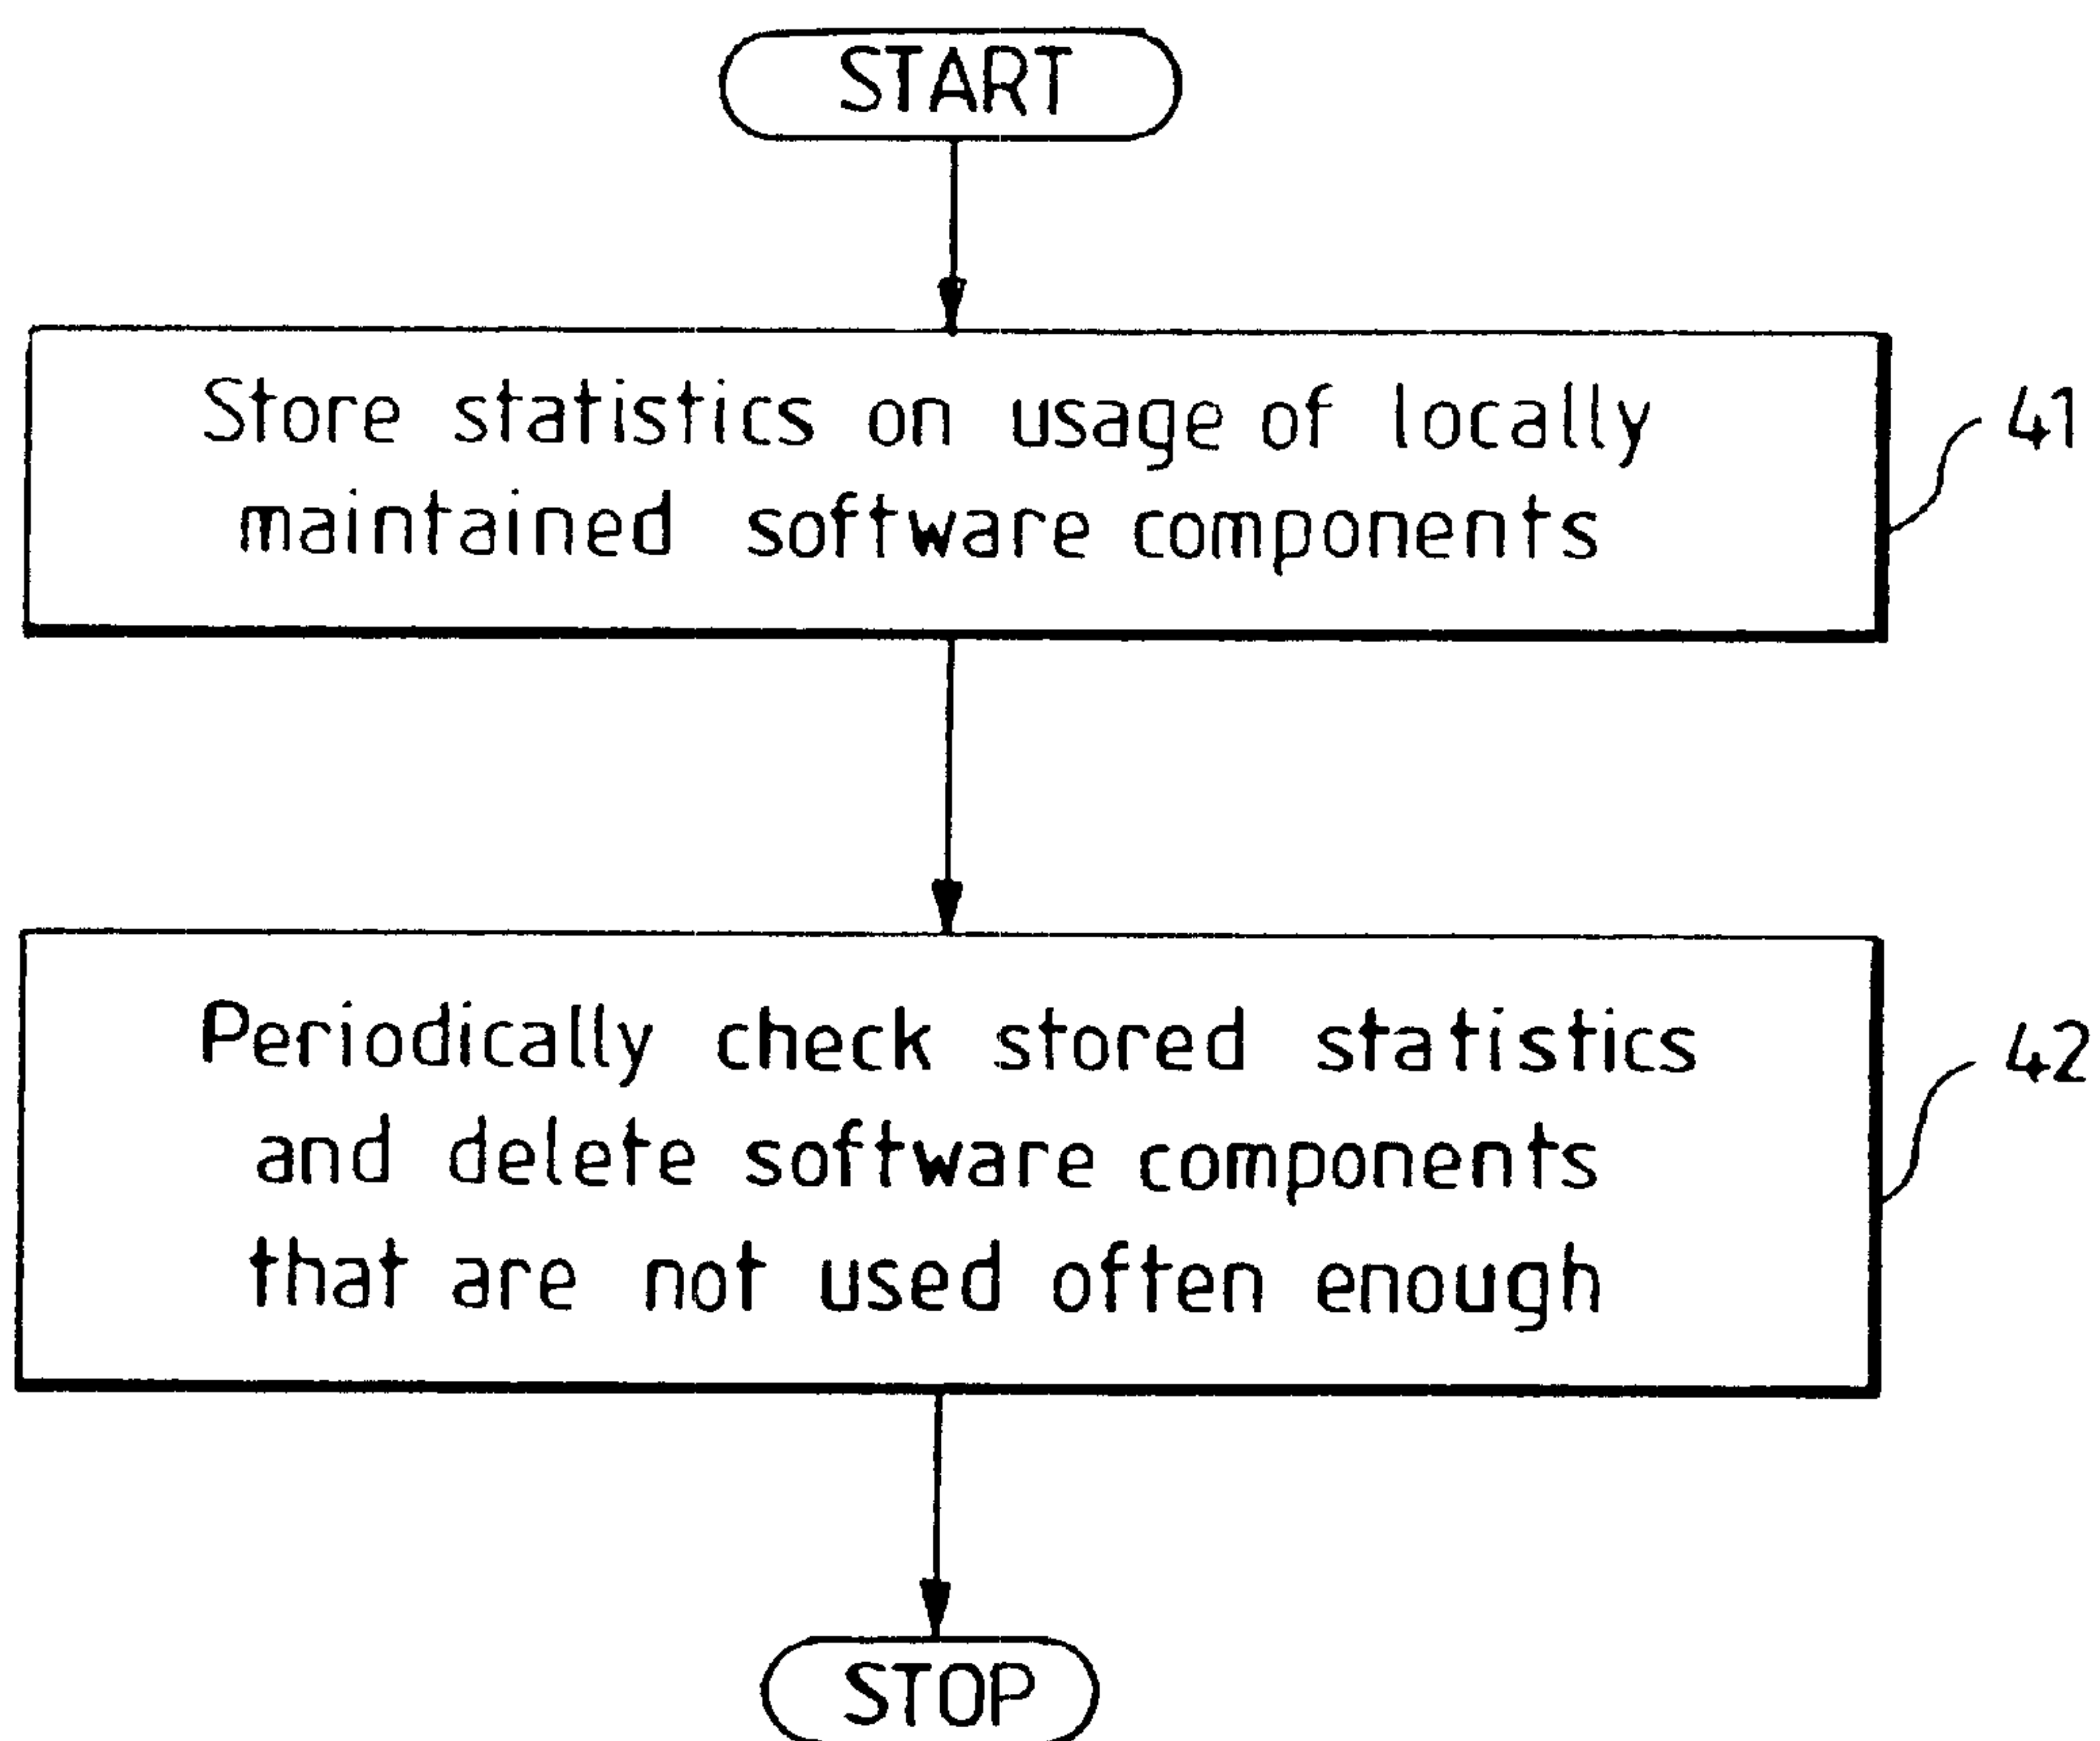 START
Store statistics on usage of locally
maintained software components
41
Periodically check stored statistics
and delete software components
that are not used often enough
42
STOP